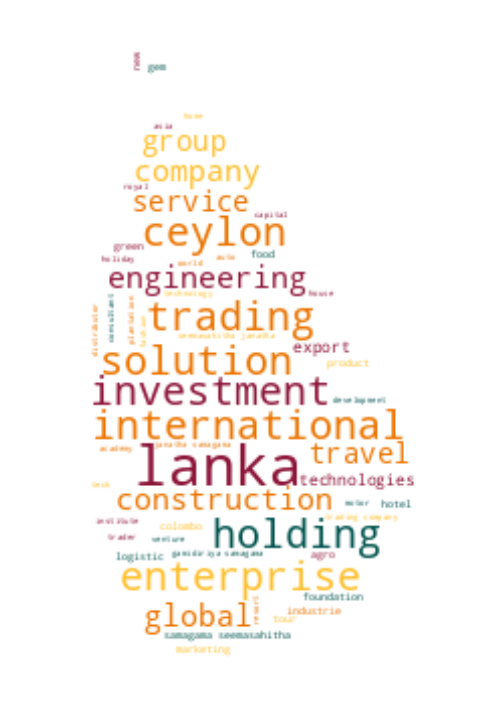 new
gem
home
asia
group
company
royal
service
capital
ceylon
green
food
holiday
world
auto
engineering
house
technology
distributor
consultant
plantation
fashion
trading
seemasahitha janatha
export
solution
product
investment
development
international
academy
janatha samagama
travel
lanka
technologies
tech
construction
motor
hotel
trading company
institute
colombo
holding
trader
venture
logistic
gamidiriya samagama
agro
enterprise
foundation
global
resort
industrie
tour
samagama seemasahitha
marketing